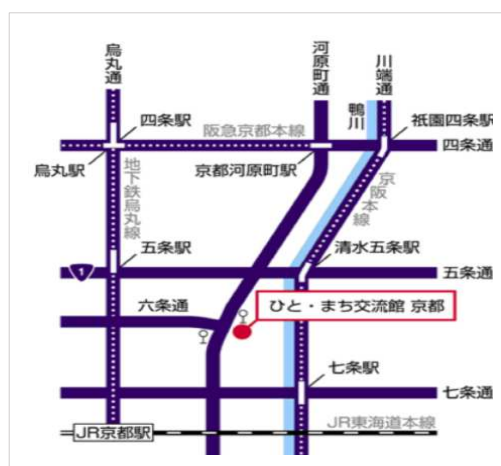 烏丸通
河原町通
川端通
鴨川
四条駅
阪急京都本線
祇園四条駅
四条通
烏丸駅
京都河原町駅
地下鉄烏丸線
京阪本線
五条駅
清水五条駅
1
五条通
六条通
ひと・まち交流館 京都
七条駅
七条通
JR東海道本線
JR京都駅